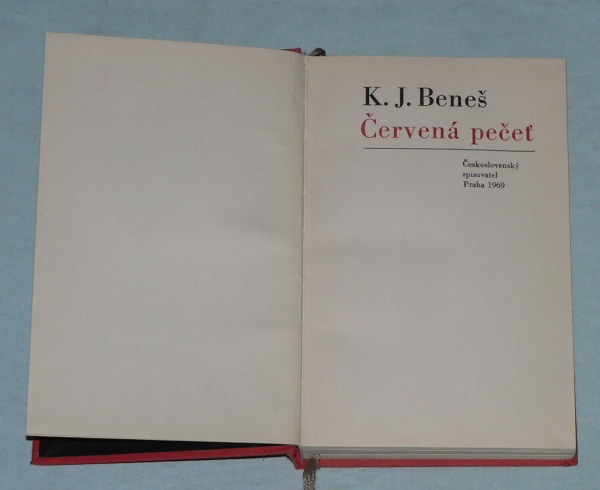 K. J. Beneš
Červená pečeť
Československý
spisovatel
Praha 1969